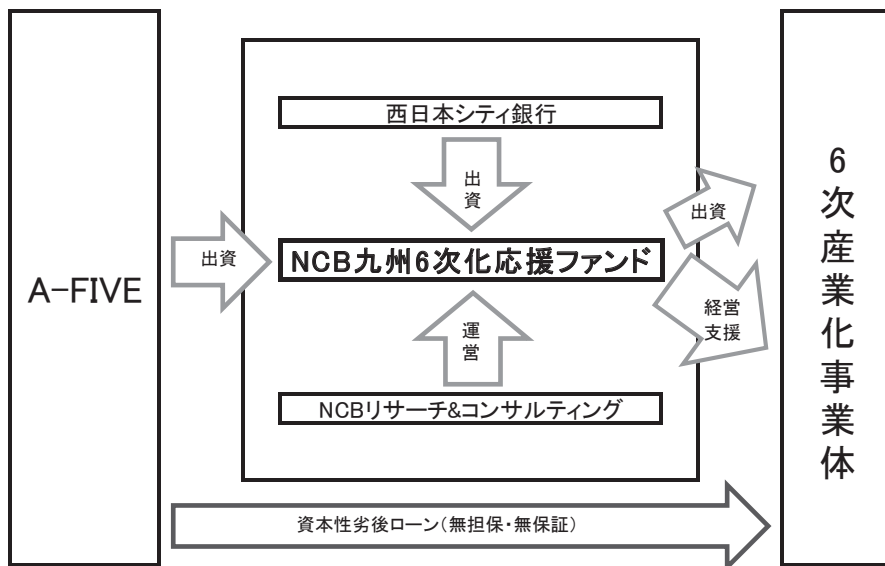 A-FIVE
出資
西日本シティ銀行
出
資
NCB九州6次化応援ファンド
運
営
NCBリサーチ&コンサルティング
出資
経営
支援
資本性劣後ローン(無担保・無保証)
6次産業化事業体